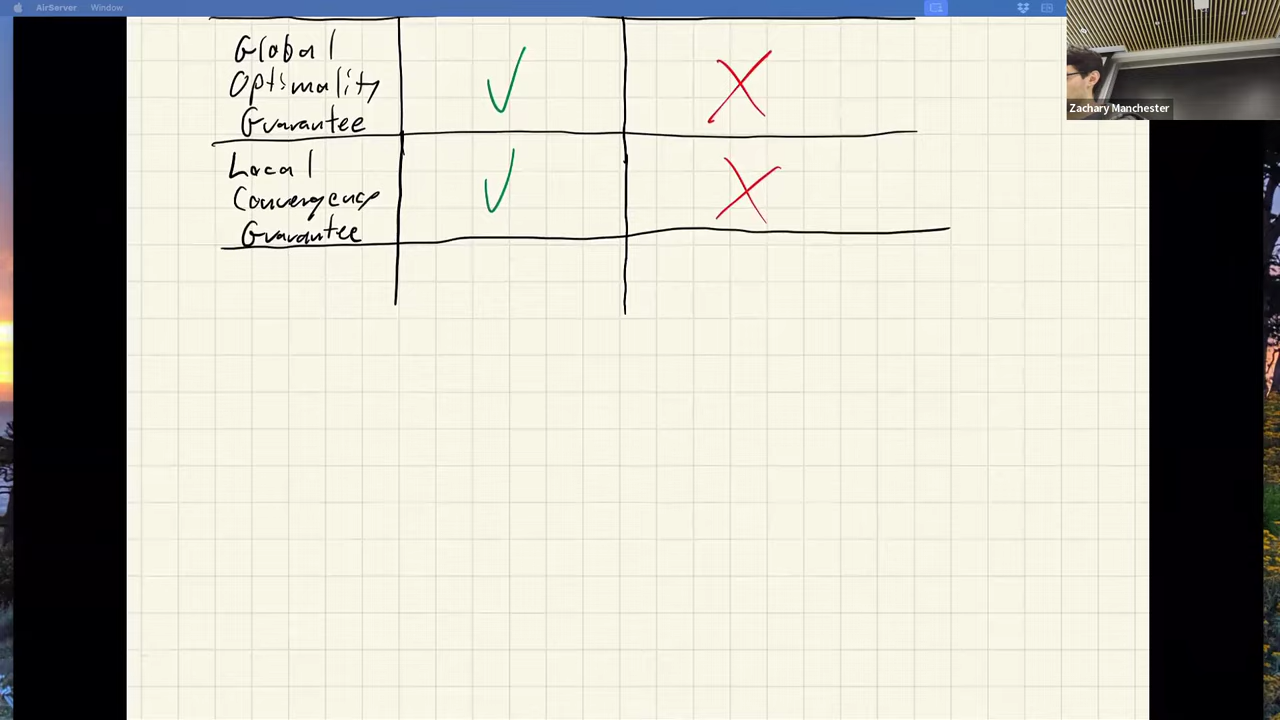 AirServer Window
Zachary Manchester
Global
Optimality
Guarantee
Local
Convergence
Guarantee